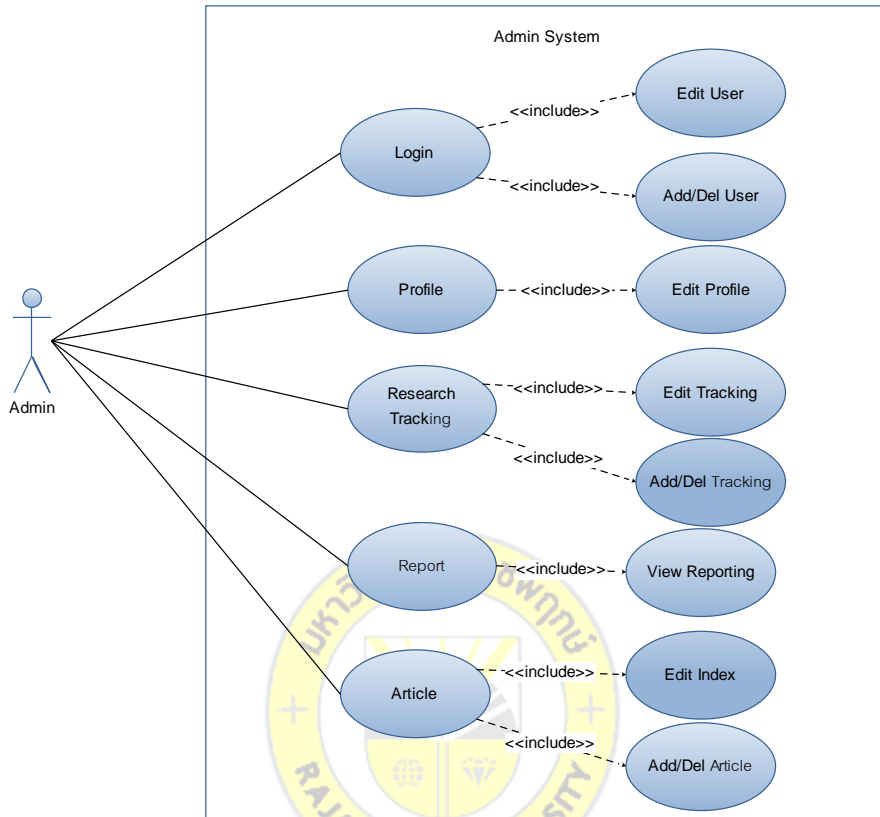 Admin System
Edit User
<<include>>
Login
<<include>>
Add/Del User
Profile
<<include>>
Edit Profile
Admin
Research
Tracking
<<include>>
Edit Tracking
<<include>>
Add/Del Tracking
Report
<<include>>
View Reporting
Article
<<include>>
Edit Index
<<include>>
Add/Del Article